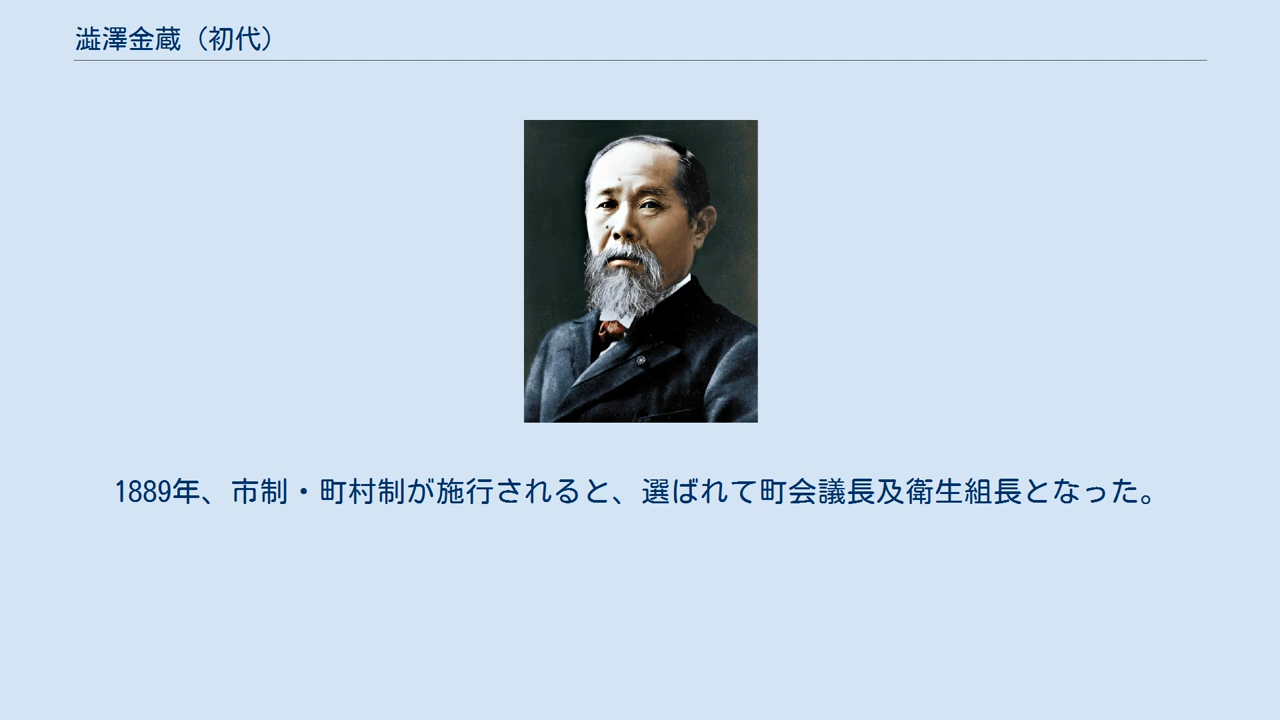 澁澤金蔵（初代）
1889年、市制・町村制が施行されると、選ばれて町会議長及衛生組長となった。